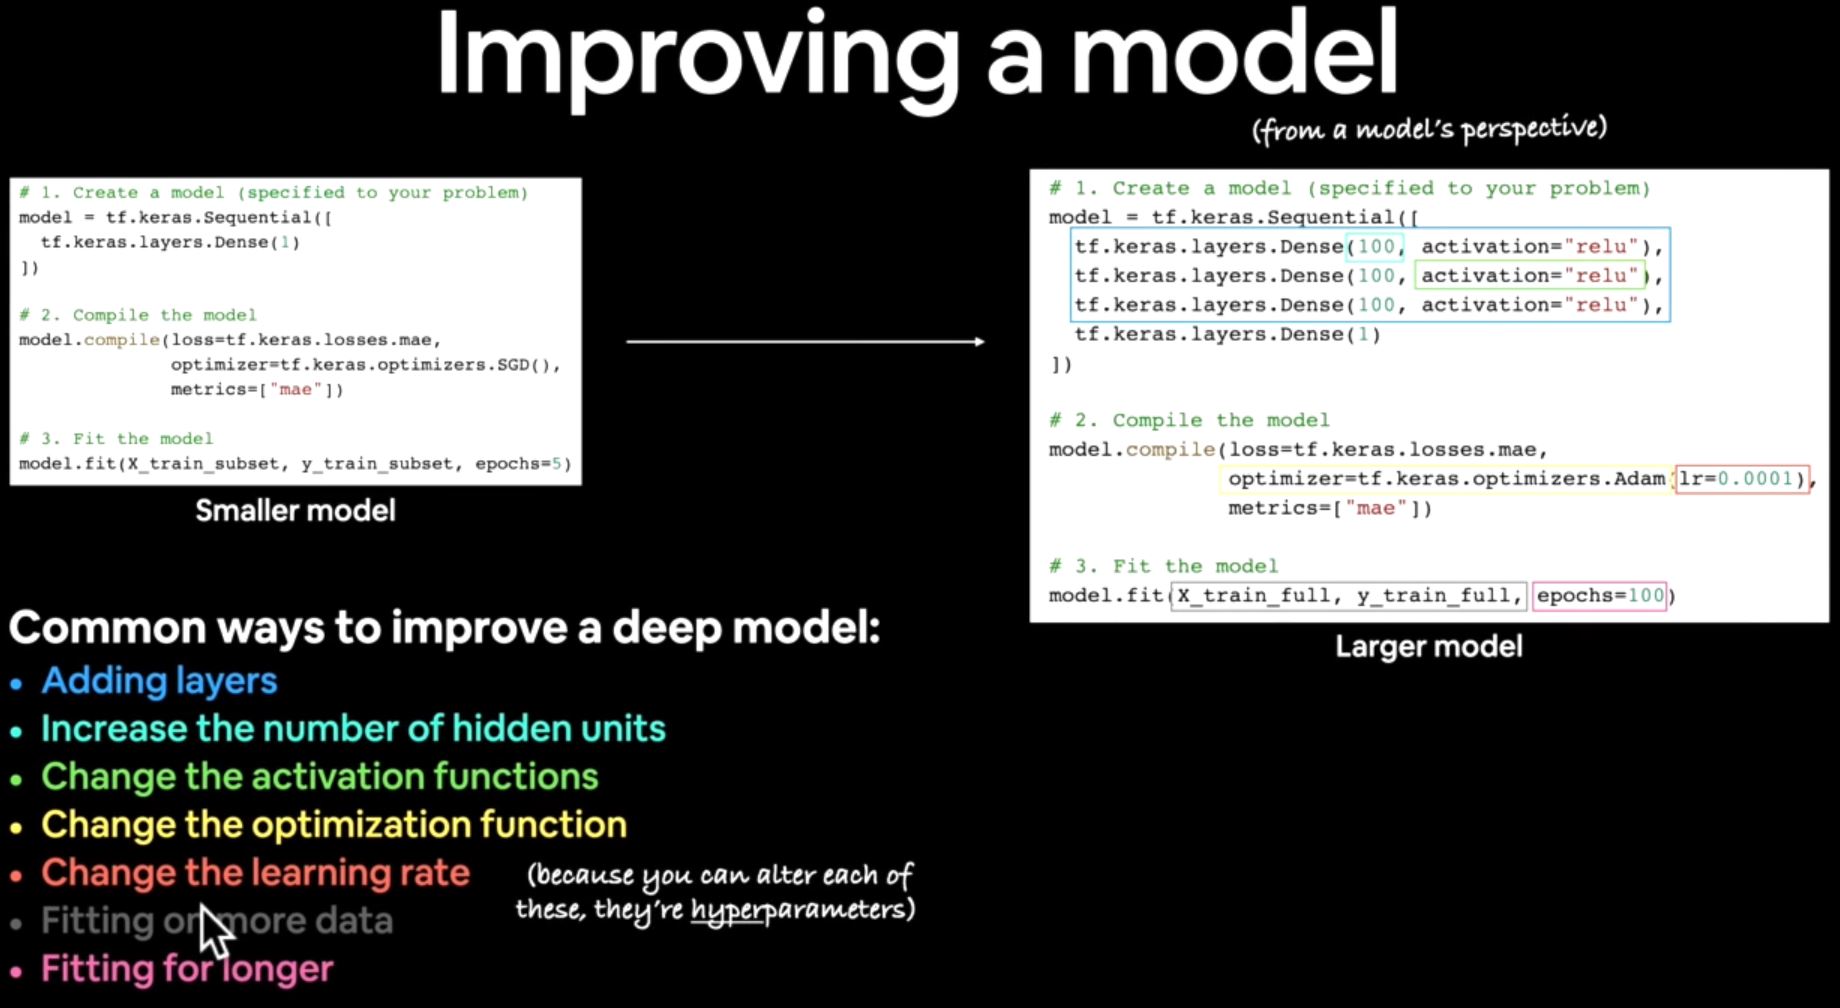 Improving a model
(from a model's perspective)
# 1. Create a model (specified to your problem)
model = tf.keras.Sequential([
  tf.keras.layers.Dense(1)
])
# 2. Compile the model
model.compile(loss=tf.keras.losses.mae,
              optimizer=tf.keras.optimizers.SGD(),
              metrics=["mae"])
# 3. Fit the model
model.fit(X_train_subset, y_train_subset, epochs=5)
Smaller model
# 1. Create a model (specified to your problem)
model = tf.keras.Sequential([
  tf.keras.layers.Dense(100, activation="relu"),
  tf.keras.layers.Dense(100, activation="relu"),
  tf.keras.layers.Dense(100, activation="relu"),
  tf.keras.layers.Dense(1)
])
# 2. Compile the model
model.compile(loss=tf.keras.losses.mae,
              optimizer=tf.keras.optimizers.Adam(lr=0.0001),
              metrics=["mae"])
# 3. Fit the model
model.fit(X_train_full, y_train_full, epochs=100)
Larger model
Common ways to improve a deep model:
• Adding layers
• Increase the number of hidden units
• Change the activation functions
• Change the optimization function
• Change the learning rate
• Fitting on more data
• Fitting for longer
(because you can alter each of
these, they're hyperparameters)